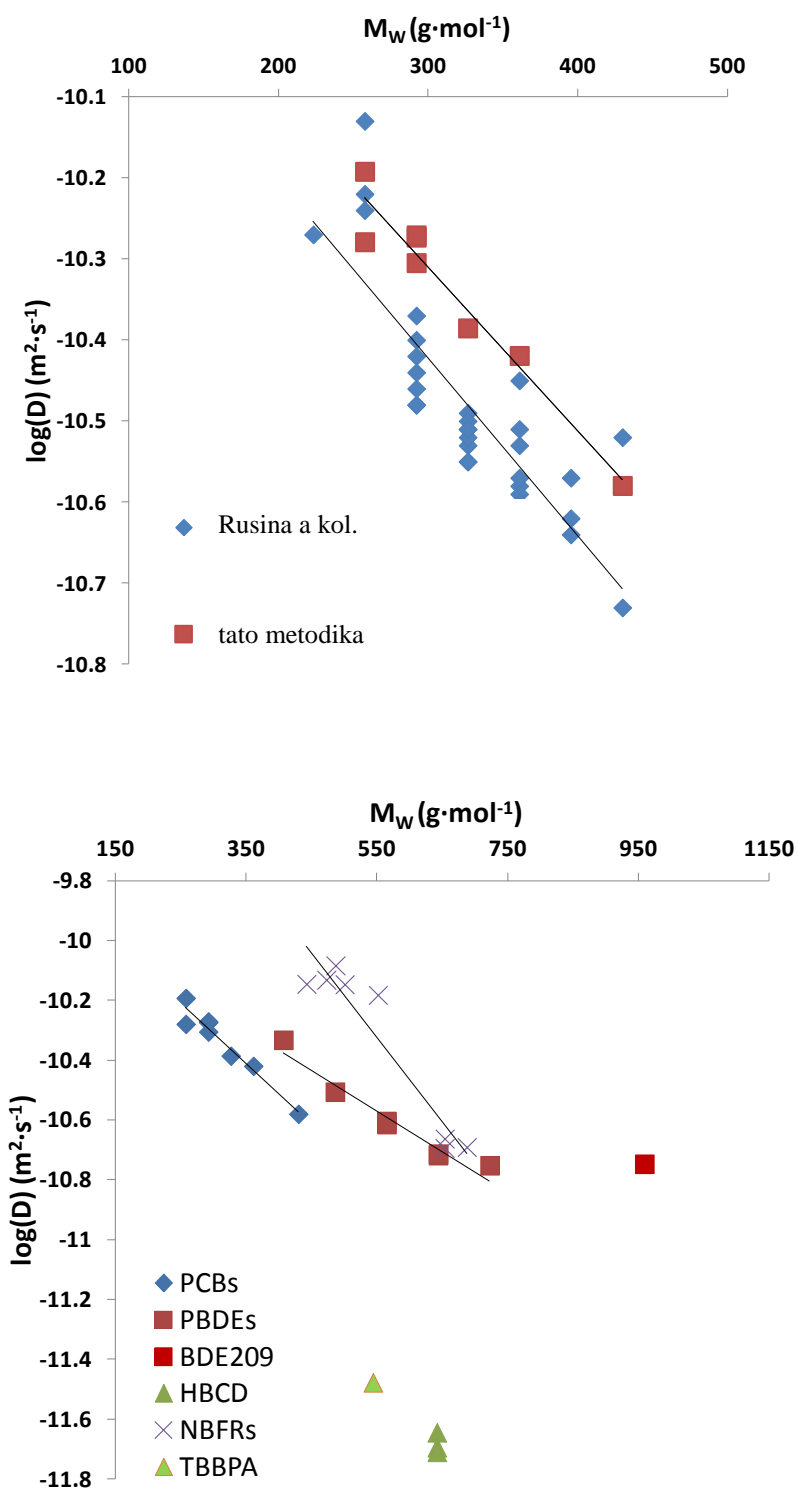 M_W (g·mol⁻¹)
100 200 300 400 500
-10.1
-10.2
-10.3
-10.4
-10.5
-10.6
-10.7
-10.8
log(D) (m²·s⁻¹)
Rusina a kol.
tato metodika
M_W (g·mol⁻¹)
150 350 550 750 950 1150
-9.8
-10
-10.2
-10.4
-10.6
-10.8
-11
-11.2
-11.4
-11.6
-11.8
log(D) (m²·s⁻¹)
PCBs
PBDEs
BDE209
HBCD
NBFRs
TBBPA